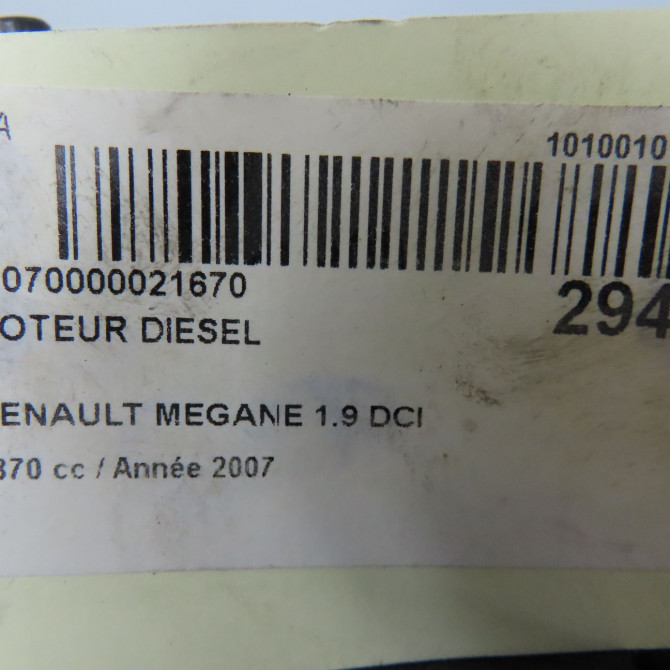 A
1010010
070000021670
294
OTEUR DIESEL
ENAULT MEGANE 1.9 DCI
870 cc / Année 2007